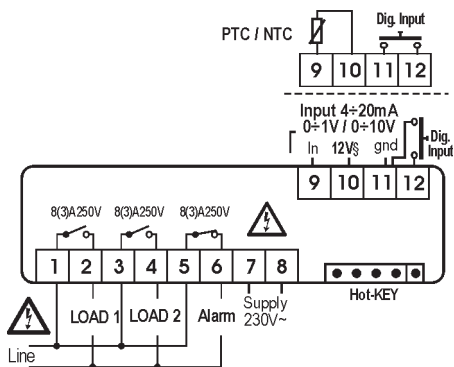 PTC / NTC
Dig. Input
9 10 11 12
Input 4÷20mA
0÷1V / 0÷10V
In 12V§ gnd
Dig.
Input
9 10 11 12
8(3)A250V 8(3)A250V 8(3)A250V
1 2 3 4 5 6 7 8
Hot-KEY
LOAD 1 LOAD 2 Alarm Supply
230V~
Line